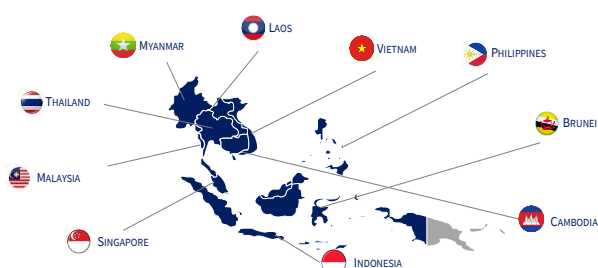 LAOS
MYANMAR
VIETNAM
PHILIPPINES
THAILAND
BRUNEI
MALAYSIA
CAMBODIA
SINGAPORE
INDONESIA